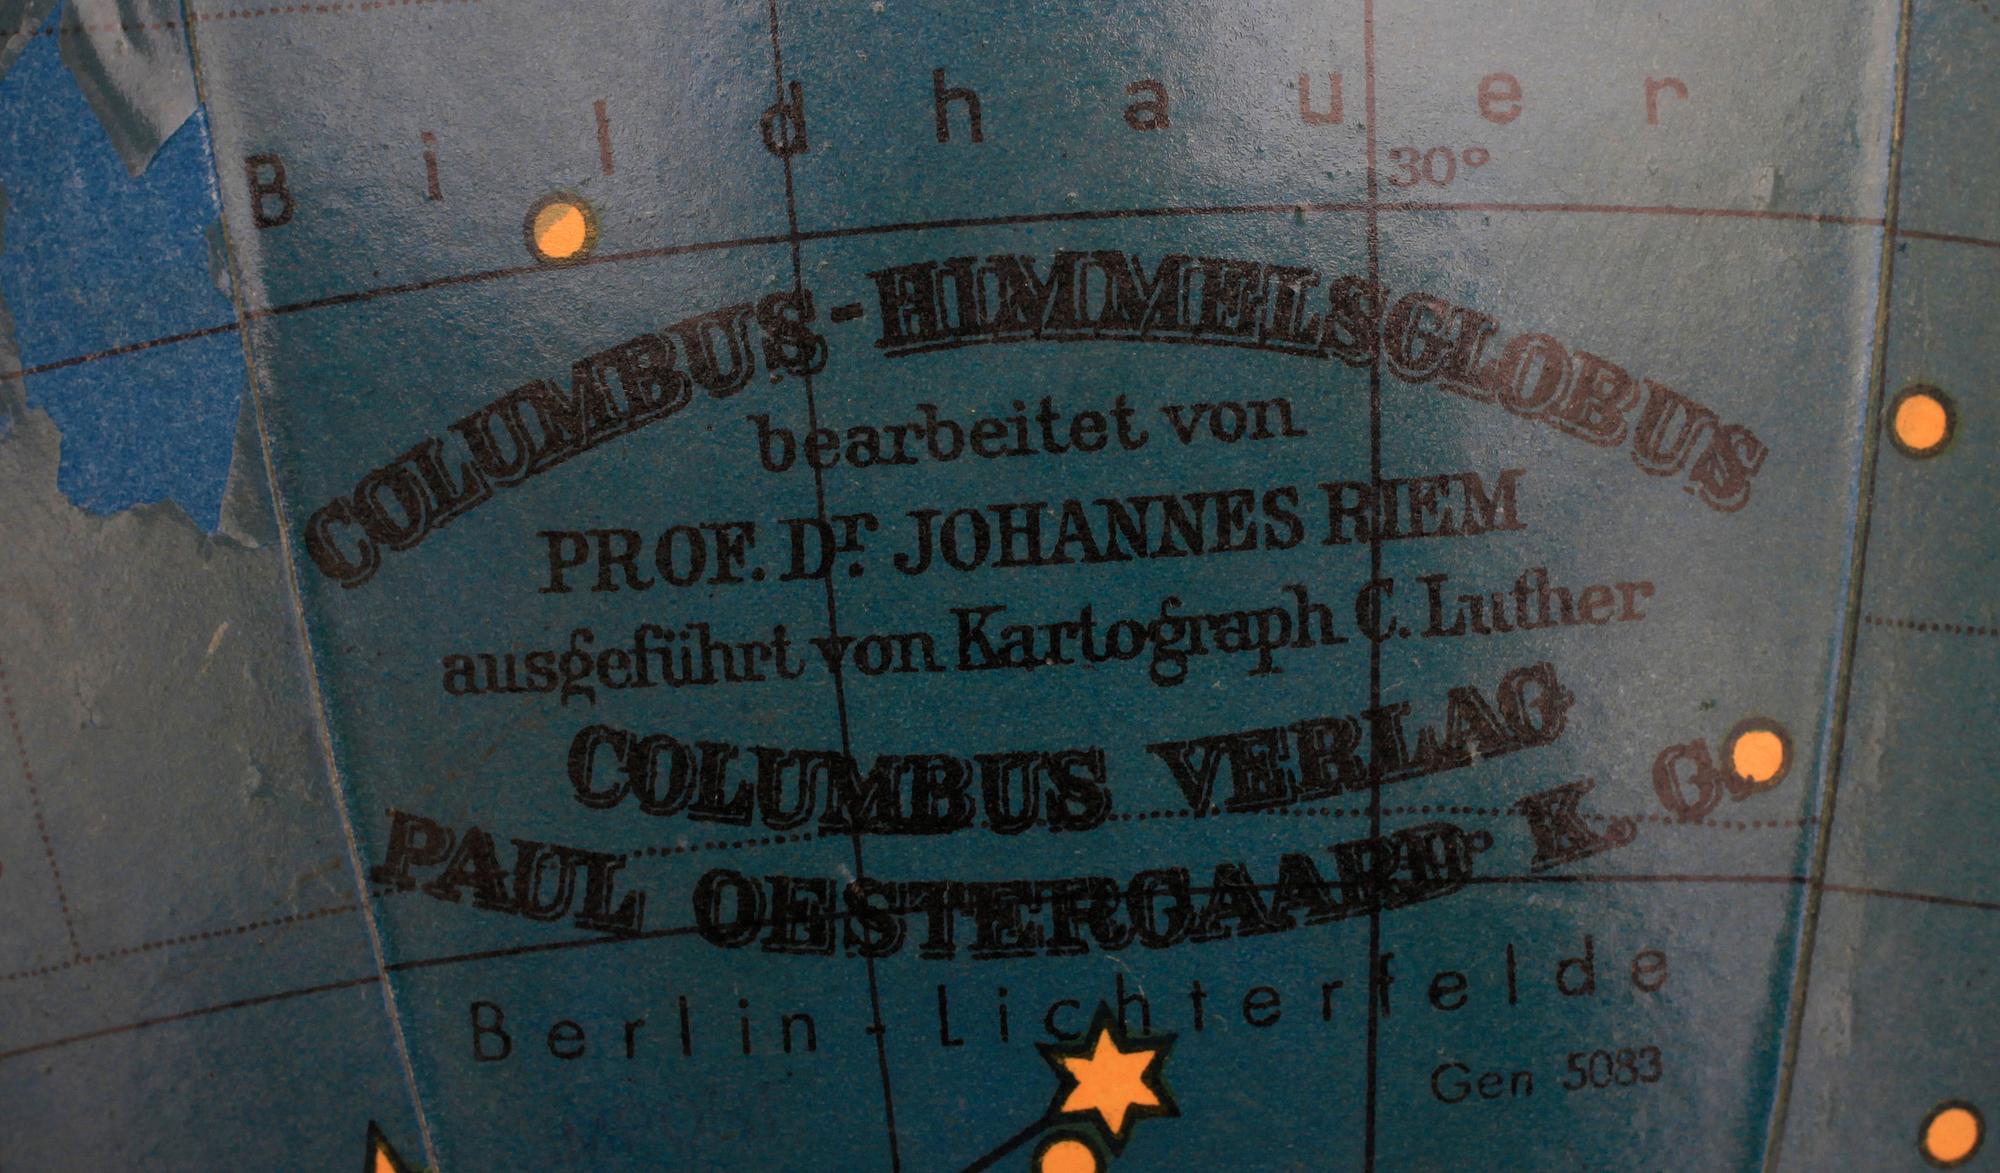 Bildhauer
30°
COLUMBUS-HIMMELSGLOBUS
bearbeitet von
PROF. Dr. JOHANNES RIEM
ausgeführt von Kartograph C. Luther
COLUMBUS VERLAG
PAUL OESTERGAARD K. G.
Berlin-Lichterfelde
Gen 5083